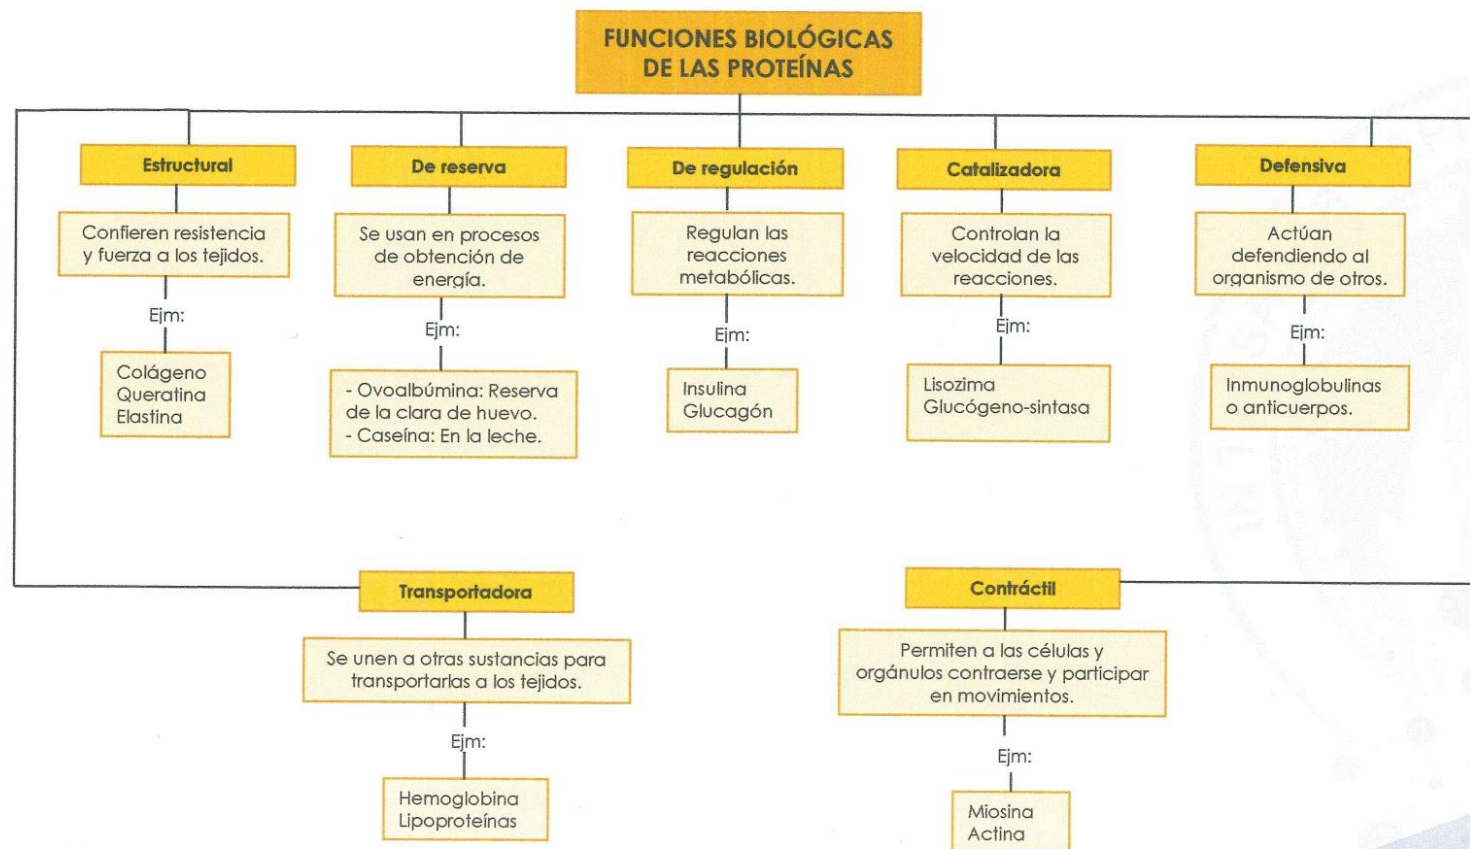 FUNCIONES BIOLÓGICAS
DE LAS PROTEÍNAS
Estructural
Confieren resistencia
y fuerza a los tejidos.
Ejm:
Colágeno
Queratina
Elastina
De reserva
Se usan en procesos
de obtención de
energía.
Ejm:
- Ovoalbúmina: Reserva
de la clara de huevo.
- Caseína: En la leche.
De regulación
Regulan las
reacciones
metabólicas.
Ejm:
Insulina
Glucagón
Catalizadora
Controlan la
velocidad de las
reacciones.
Ejm:
Lisozima
Glucógeno-sintasa
Defensiva
Actúan
defendiendo al
organismo de otros.
Ejm:
Inmunoglobulinas
o anticuerpos.
Transportadora
Se unen a otras sustancias para
transportarlas a los tejidos.
Ejm:
Hemoglobina
Lipoproteínas
Contráctil
Permiten a las células y
orgánulos contraerse y participar
en movimientos.
Ejm:
Miosina
Actina